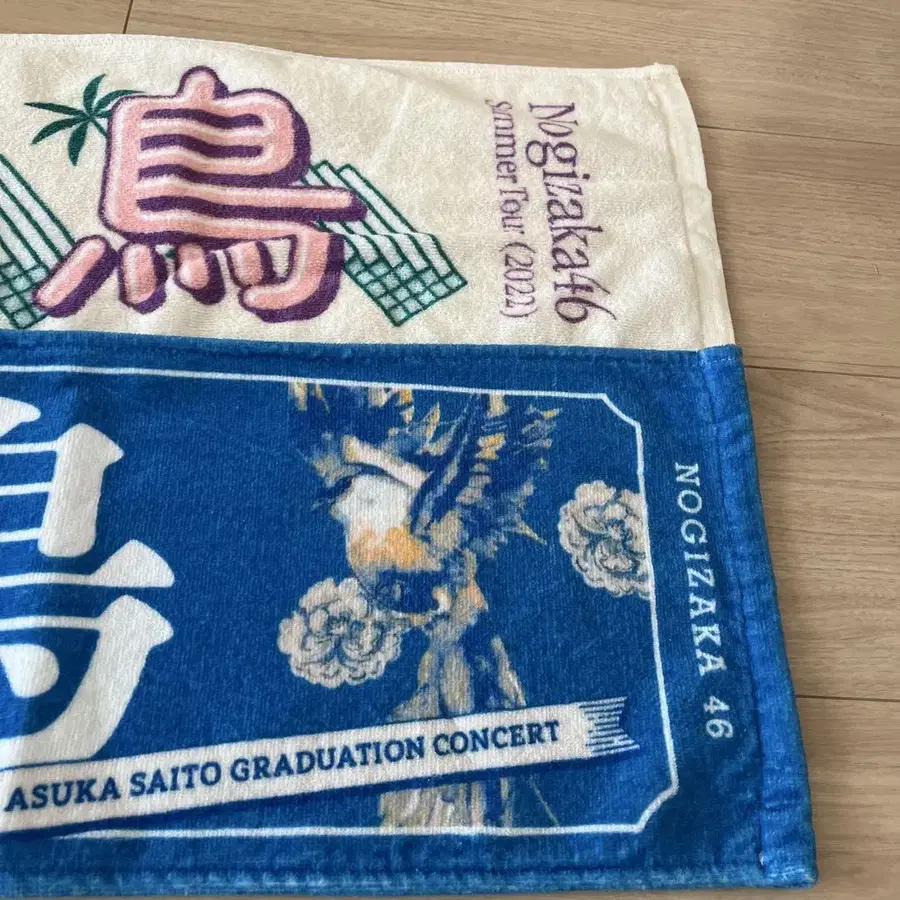 鳥
Nogizaka46
Summer Tour (2022)
NOGIZAKA 46
ASUKA SAITO GRADUATION CONCERT